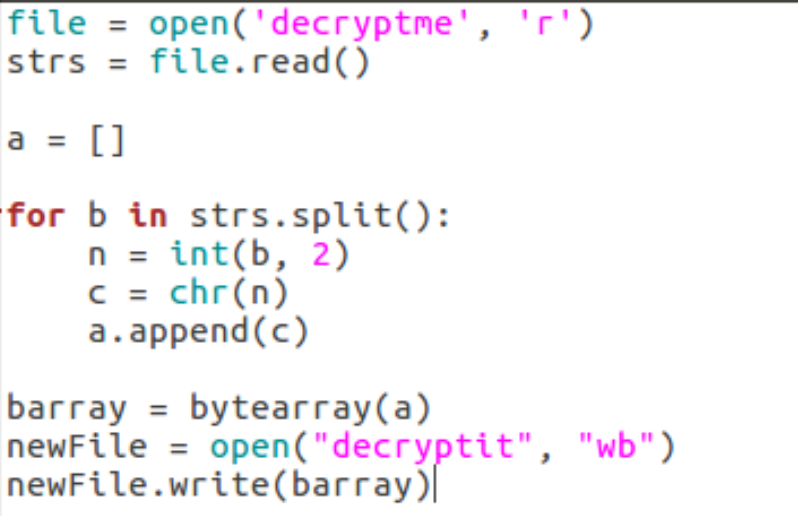 file = open('decryptme', 'r')
strs = file.read()
a = []
for b in strs.split():
    n = int(b, 2)
    c = chr(n)
    a.append(c)
barray = bytearray(a)
newFile = open("decryptit", "wb")
newFile.write(barray)